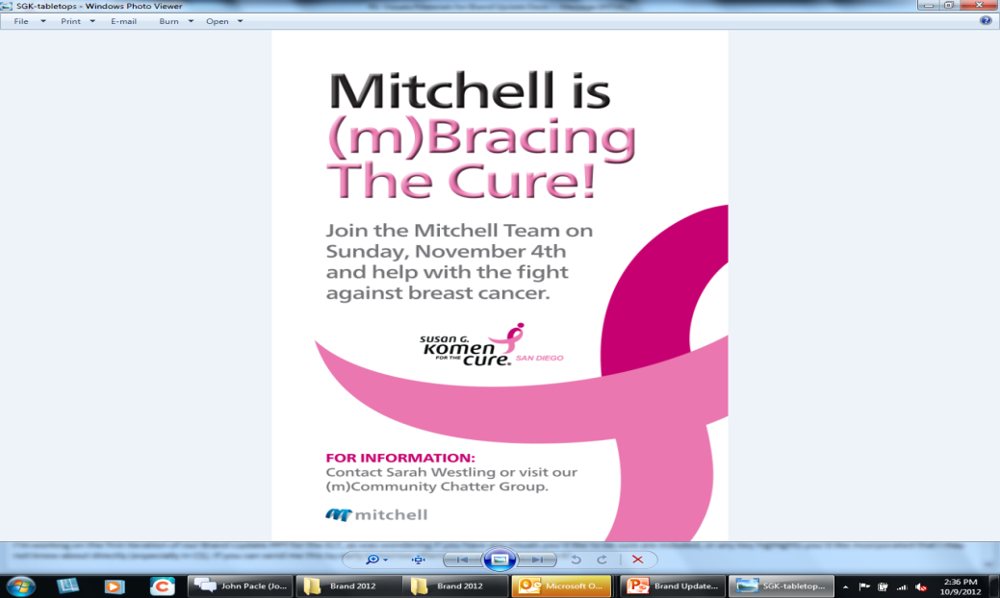 SGK-tabletops - Windows Photo Viewer
File Print E-mail Burn Open
Mitchell is
(m)Bracing
The Cure!
Join the Mitchell Team on
Sunday, November 4th
and help with the fight
against breast cancer.
SUSAN G.
Komen
FOR THE CURE® SAN DIEGO
FOR INFORMATION:
Contact Sarah Westling or visit our
(m)Community Chatter Group.
m mitchell
John Pacle (Jo... Brand 2012 Brand 2012 Microsoft O... Brand Update... SGK-tabletop... 2:36 PM
10/9/2012